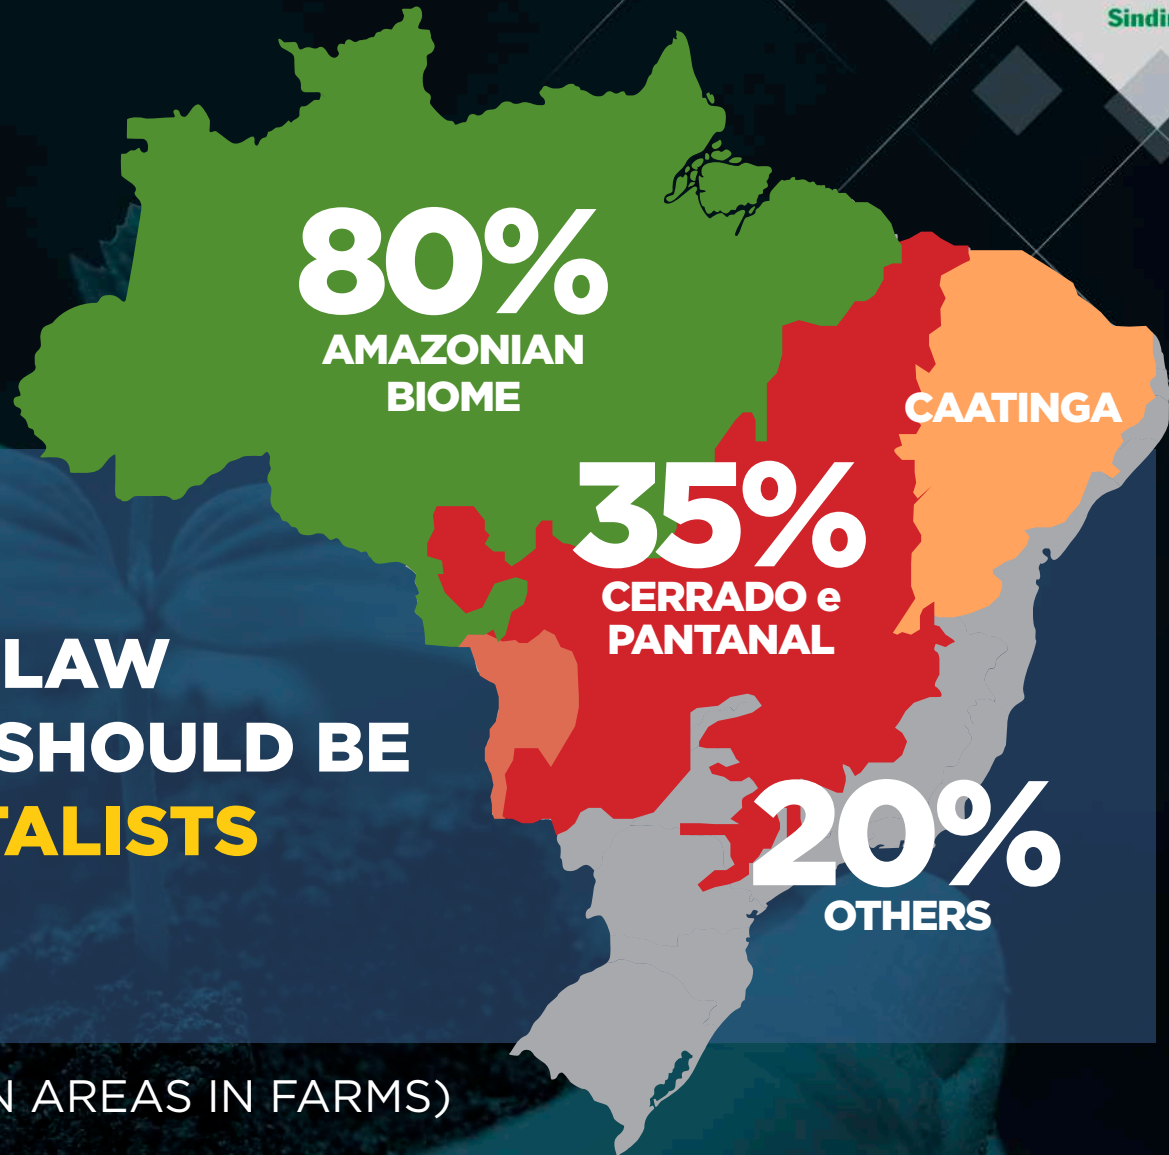 80%
AMAZONIAN
BIOME
CAATINGA
35%
CERRADO e
PANTANAL
LAW
SHOULD BE
TALISTS
20%
OTHERS
N AREAS IN FARMS)